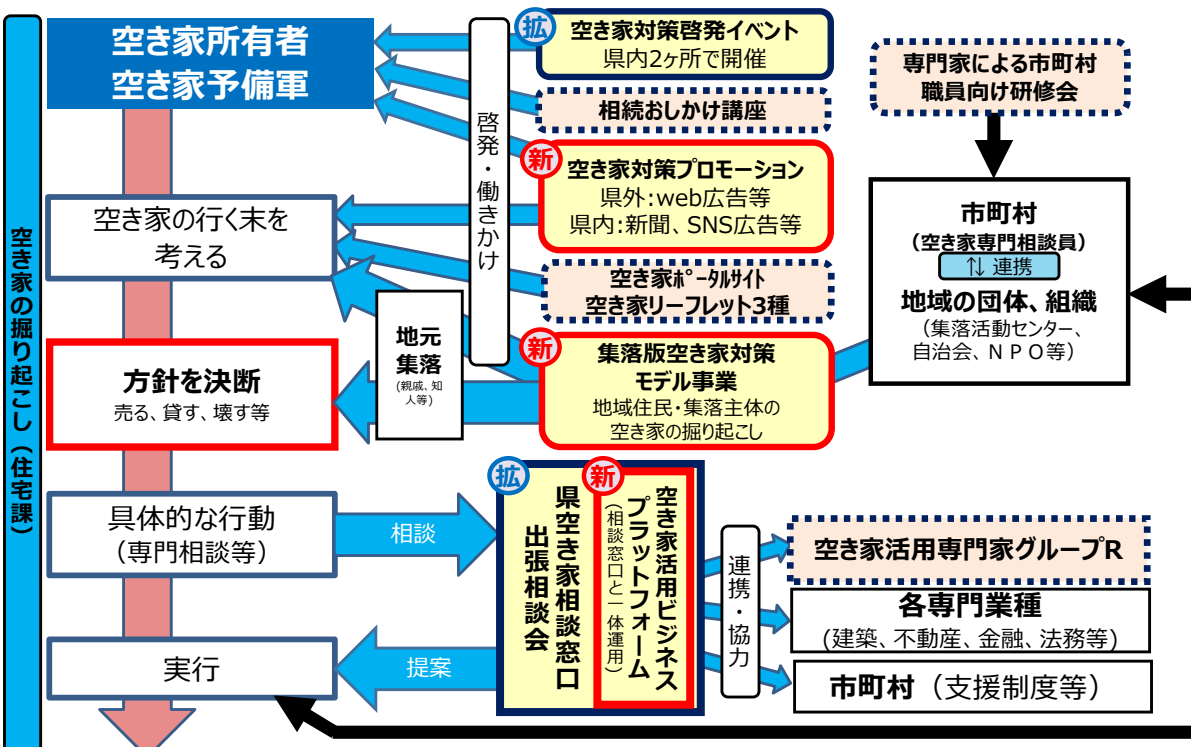 空き家の掘り起こし（住宅課）
空き家所有者
空き家予備軍
空き家の行く末を
考える
方針を決断
売る、貸す、壊す等
具体的な行動
（専門相談等）
実行
啓発・働きかけ
地元
集落
(親戚、知
人等)
拡
空き家対策啓発イベント
県内2ヶ所で開催
相続おしかけ講座
新
空き家対策プロモーション
県外：web広告等
県内：新聞、SNS広告等
空き家ﾎﾟｰﾀﾙサイト
空き家リーフレット3種
新
集落版空き家対策
モデル事業
地域住民・集落主体の
空き家の掘り起こし
専門家による市町村
職員向け研修会
市町村
（空き家専門相談員）
⇅ 連携
地域の団体、組織
（集落活動センター、
自治会、ＮＰＯ等）
相談
提案
拡
県空き家相談窓口
出張相談会
新
空き家活用ビジネス
プラットフォーム
（相談窓口と一体運用）
連携・協力
空き家活用専門家グループR
各専門業種
（建築、不動産、金融、法務等）
市町村（支援制度等）